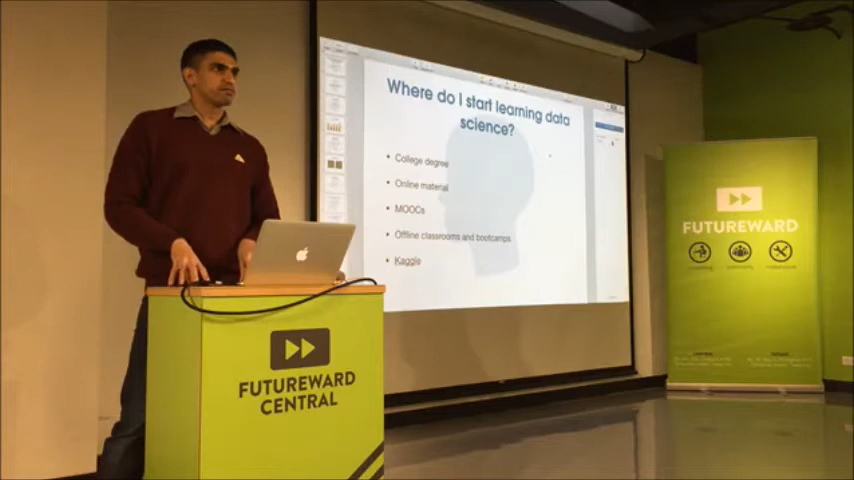 Where do I start learning data
science?
• College degree
• Online material
• MOOCs
• Offline classrooms and bootcamps
• Kaggle
FUTUREWARD
CENTRAL
FUTUREWARD